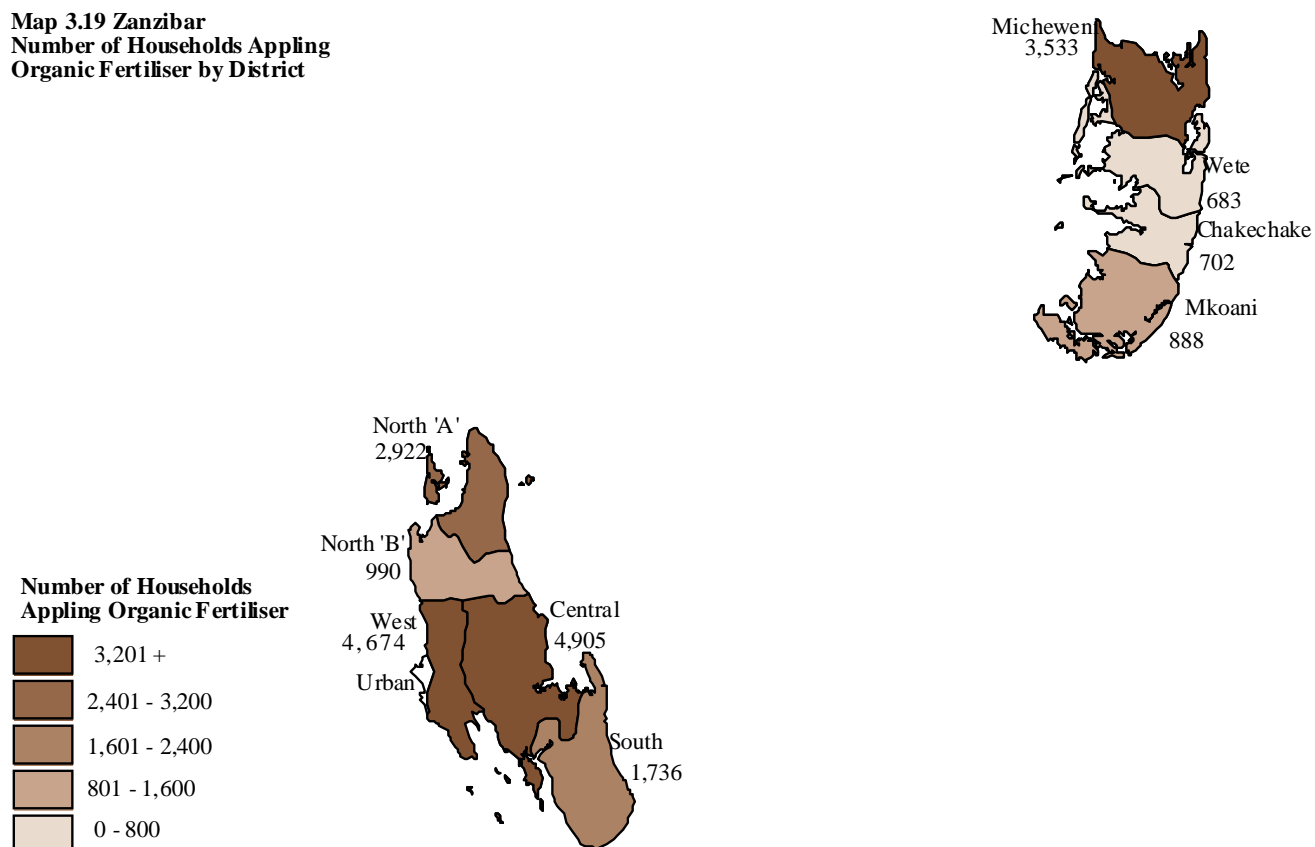 Map 3.19 Zanzibar
Number of Households Appling
Organic Fertiliser by District
Micheweni
3,533
Wete
683
Chakechake
702
Mkoani
888
North 'A'
2,922
North 'B'
990
West
4,674
Urban
Central
4,905
South
1,736
Number of Households
Appling Organic Fertiliser
3,201 +
2,401 - 3,200
1,601 - 2,400
801 - 1,600
0 - 800